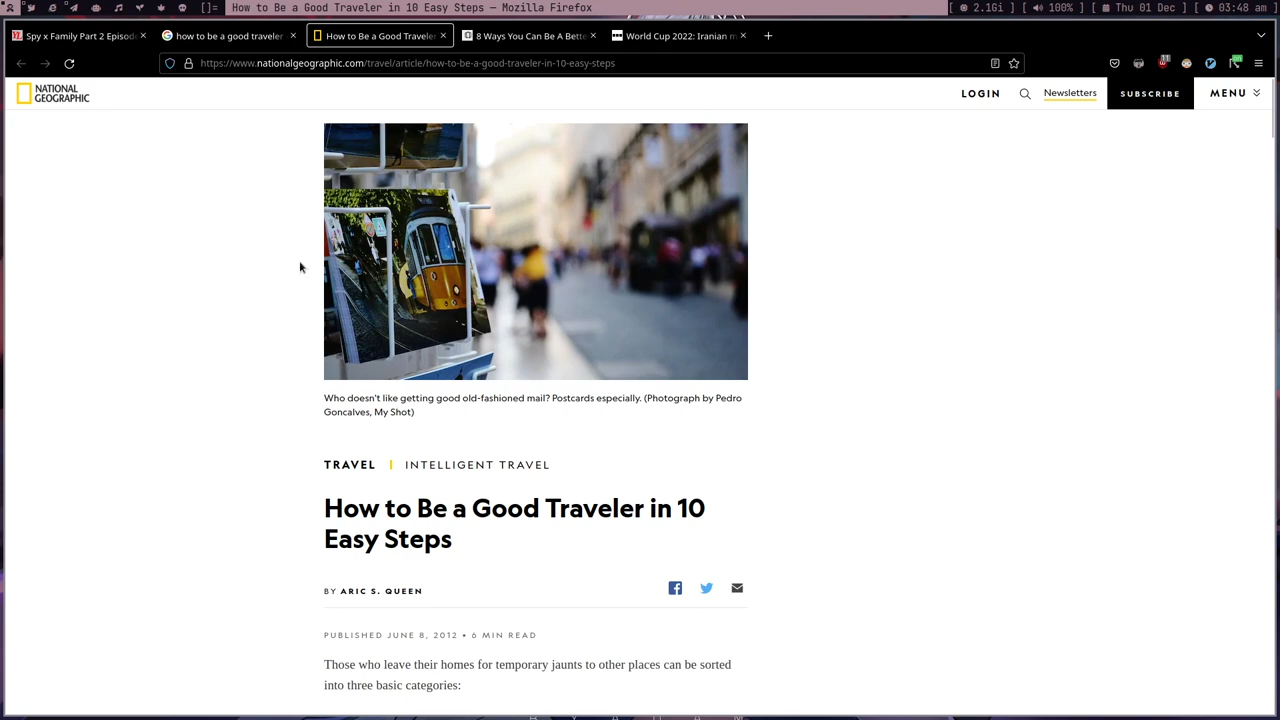 []=
How to Be a Good Traveler in 10 Easy Steps — Mozilla Firefox
[ 2.1Gi ] [ 100% ] [ Thu 01 Dec ] [ 03:48 am ]
Spy x Family Part 2 Episode
how to be a good traveler
How to Be a Good Traveler
8 Ways You Can Be A Bette
World Cup 2022: Iranian m
https://www.nationalgeographic.com/travel/article/how-to-be-a-good-traveler-in-10-easy-steps
11
on
NATIONAL
GEOGRAPHIC
LOGIN
Newsletters
SUBSCRIBE
MENU
Who doesn't like getting good old-fashioned mail? Postcards especially. (Photograph by Pedro
Goncalves, My Shot)
TRAVEL | INTELLIGENT TRAVEL
How to Be a Good Traveler in 10
Easy Steps
BY ARIC S. QUEEN
PUBLISHED JUNE 8, 2012 • 6 MIN READ
Those who leave their homes for temporary jaunts to other places can be sorted
into three basic categories: